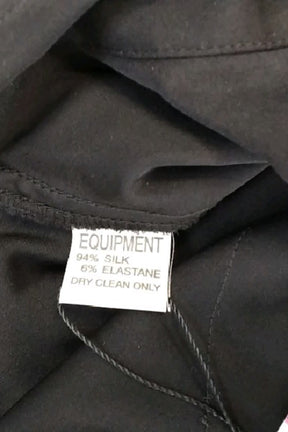 EQUIPMENT
94% SILK
6% ELASTANE
DRY CLEAN ONLY